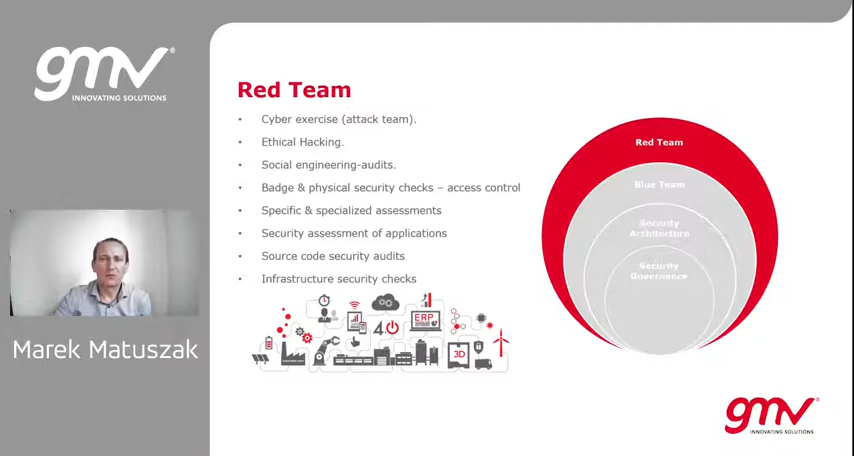 gmv®
INNOVATING SOLUTIONS
Marek Matuszak
Red Team
• Cyber exercise (attack team).
• Ethical Hacking.
• Social engineering-audits.
• Badge & physical security checks – access control
• Specific & specialized assessments
• Security assessment of applications
• Source code security audits
• Infrastructure security checks
4.0
ERP
3D
Red Team
Blue Team
Security
Architecture
Security
Governance
gmv®
INNOVATING SOLUTIONS